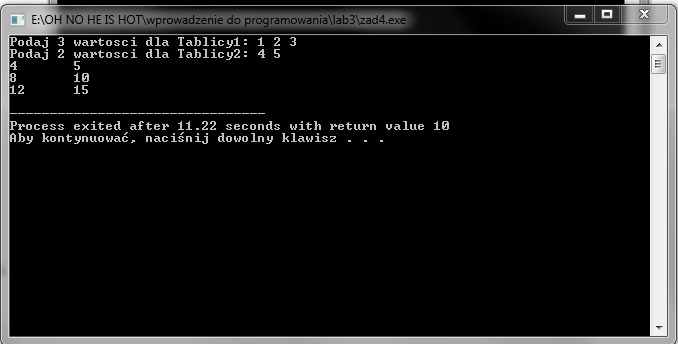 E:\OH NO HE IS HOT\wprowadzenie do programowania\lab3\zad4.exe
Podaj 3 wartosci dla Tablicy1: 1 2 3
Podaj 2 wartosci dla Tablicy2: 4 5
4 5
8 10
12 15
--------------------------------
Process exited after 11.22 seconds with return value 10
Aby kontynuować, naciśnij dowolny klawisz . . .